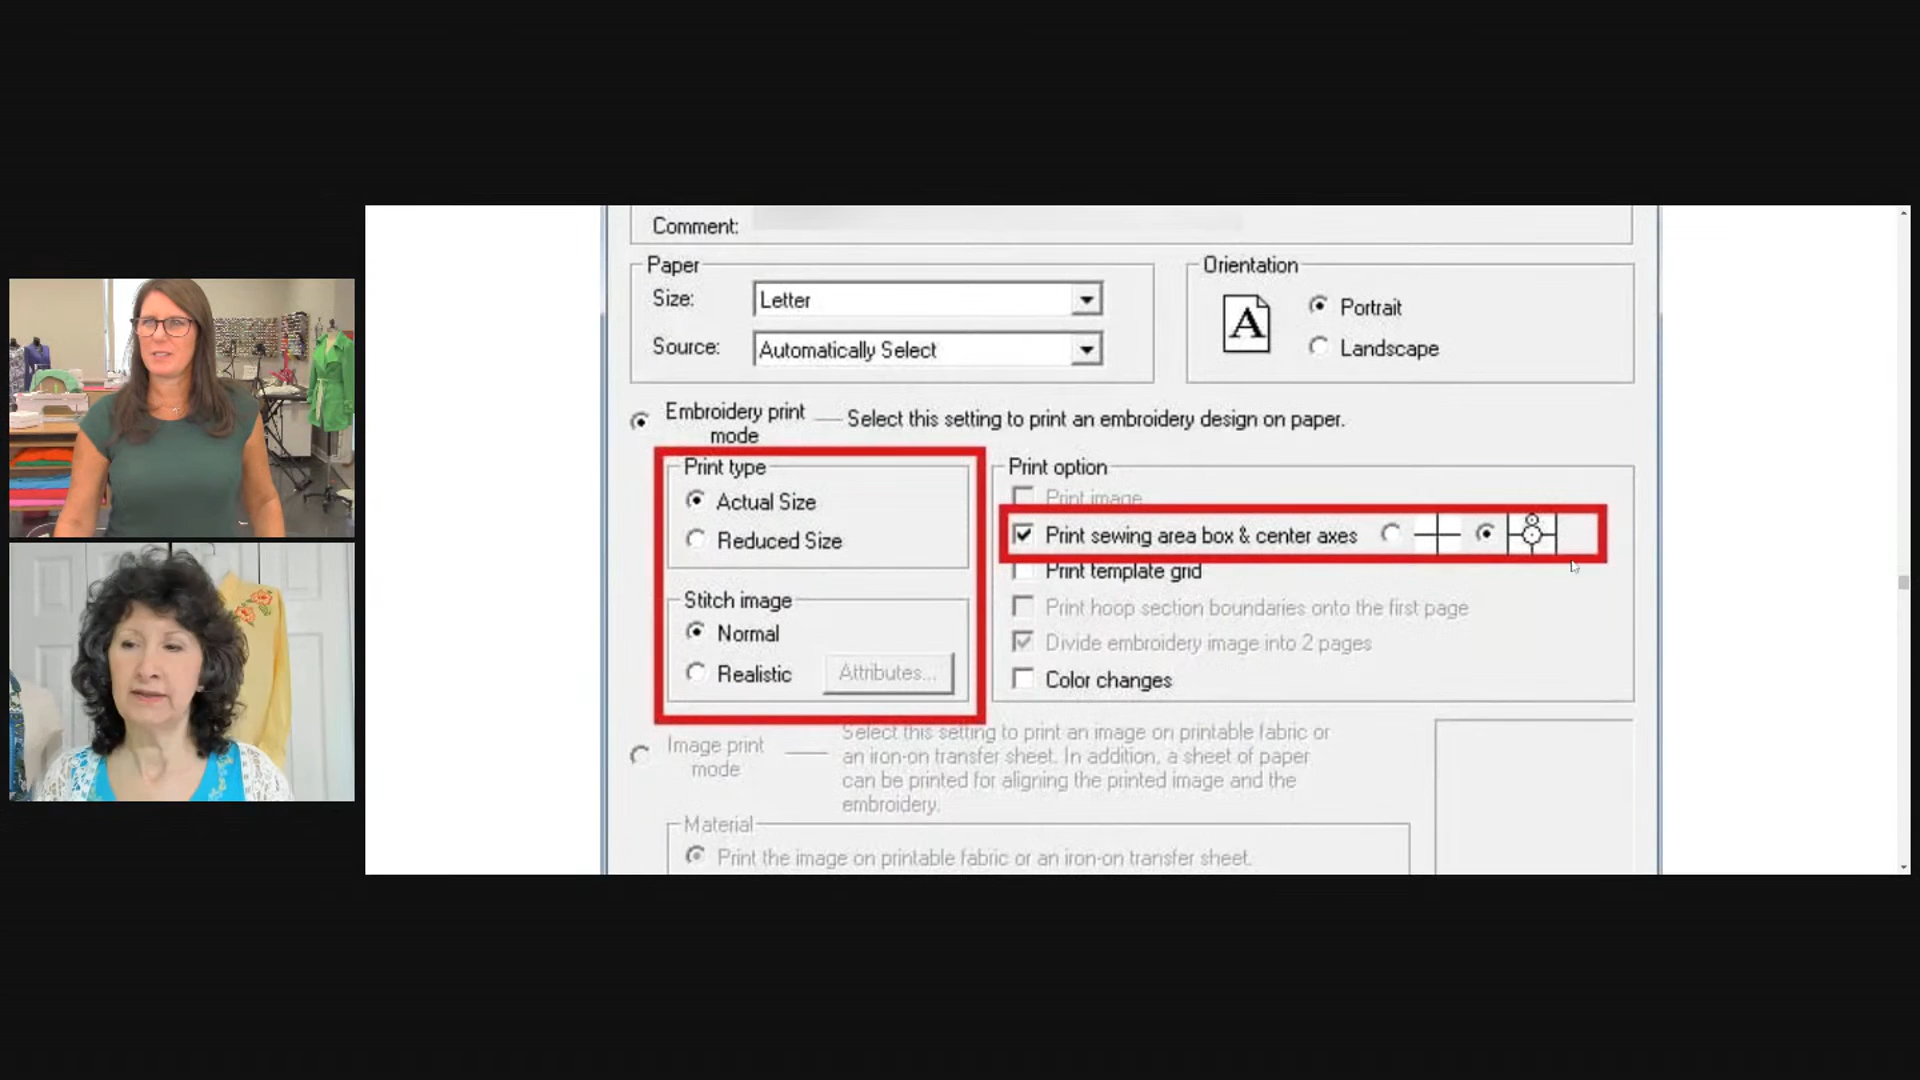 Comment:
Paper
Size:
Letter
Source:
Automatically Select
Orientation
A
Portrait
Landscape
Embroidery print
mode
Select this setting to print an embroidery design on paper.
Print type
Actual Size
Reduced Size
Stitch image
Normal
Realistic
Attributes...
Print option
Print image
Print sewing area box & center axes
Print template grid
Print hoop section boundaries onto the first page
Divide embroidery image into 2 pages
Color changes
Image print
mode
Select this setting to print an image on printable fabric or
an iron-on transfer sheet. In addition, a sheet of paper
can be printed for aligning the printed image and the
embroidery.
Material
Print the image on printable fabric or an iron-on transfer sheet.